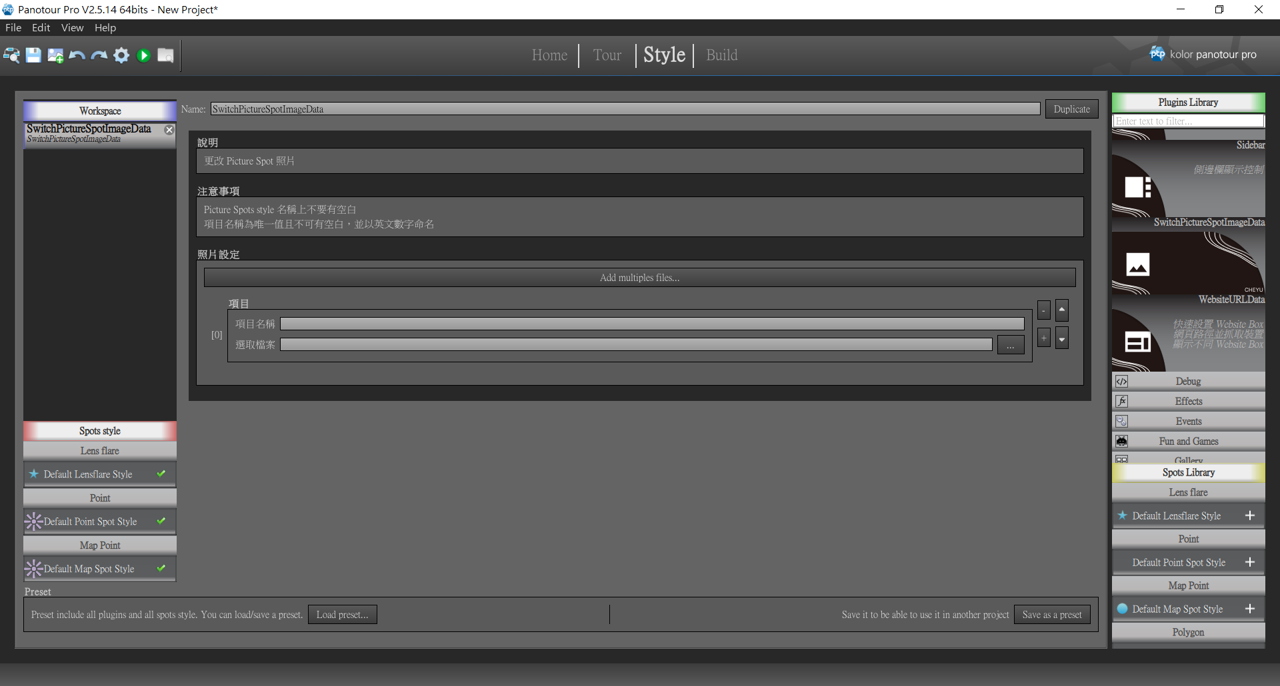 Panotour Pro V2.5.14 64bits - New Project*
File Edit View Help
Home Tour Style Build
kolor panotour pro
Workspace
SwitchPictureSpotImageData
SwitchPictureSpotImageData
Name: SwitchPictureSpotImageData
Duplicate
說明
更改 Picture Spot 照片
注意事項
Picture Spots style 名稱上不要有空白
項目名稱為唯一值且不可有空白，並以英文數字命名
照片設定
Add multiples files...
項目
[0]
項目名稱
選取檔案
...
-
+
Spots style
Lens flare
Default Lensflare Style
Point
Default Point Spot Style
Map Point
Default Map Spot Style
Preset
Preset include all plugins and all spots style. You can load/save a preset.
Load preset...
Save it to be able to use it in another project
Save as a preset
Plugins Library
Enter text to filter...
Sidebar
側邊欄顯示控制
SwitchPictureSpotImageData
CHEYU
WebsiteURLData
快速設置 Website Box
網頁路徑並抓取裝置
顯示不同 Website Box
Debug
Effects
Events
Fun and Games
Gallery
Spots Library
Lens flare
Default Lensflare Style
Point
Default Point Spot Style
Map Point
Default Map Spot Style
Polygon